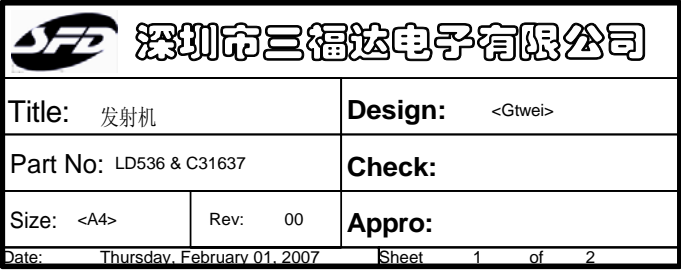 SFD 深圳市三福达电子有限公司
Title: 发射机
Design: <Gtwei>
Part No: LD536 & C31637
Check:
Size: <A4>
Rev: 00
Appro:
Date: Thursday, February 01, 2007
Sheet 1 of 2